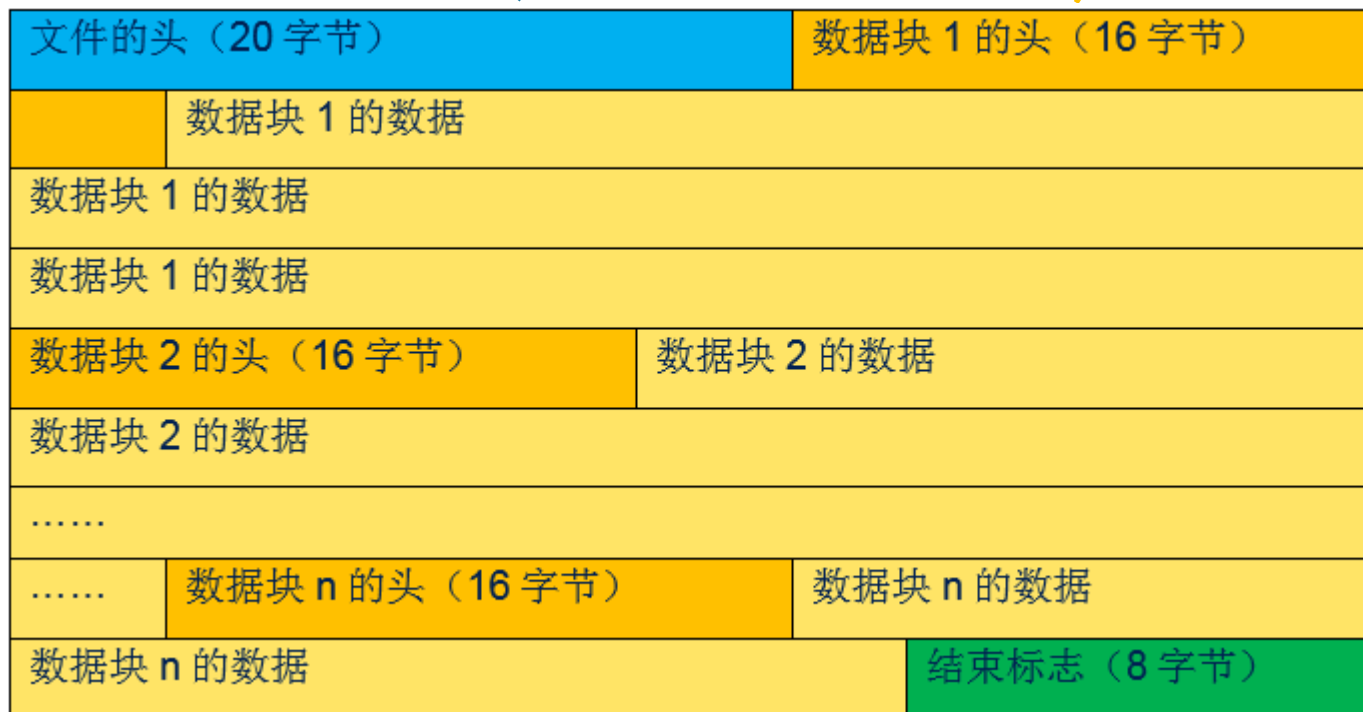 文件的头（20 字节）
数据块 1 的头（16 字节）
数据块 1 的数据
数据块 1 的数据
数据块 1 的数据
数据块 2 的头（16 字节）
数据块 2 的数据
数据块 2 的数据
……
……
数据块 n 的头（16 字节）
数据块 n 的数据
数据块 n 的数据
结束标志（8 字节）